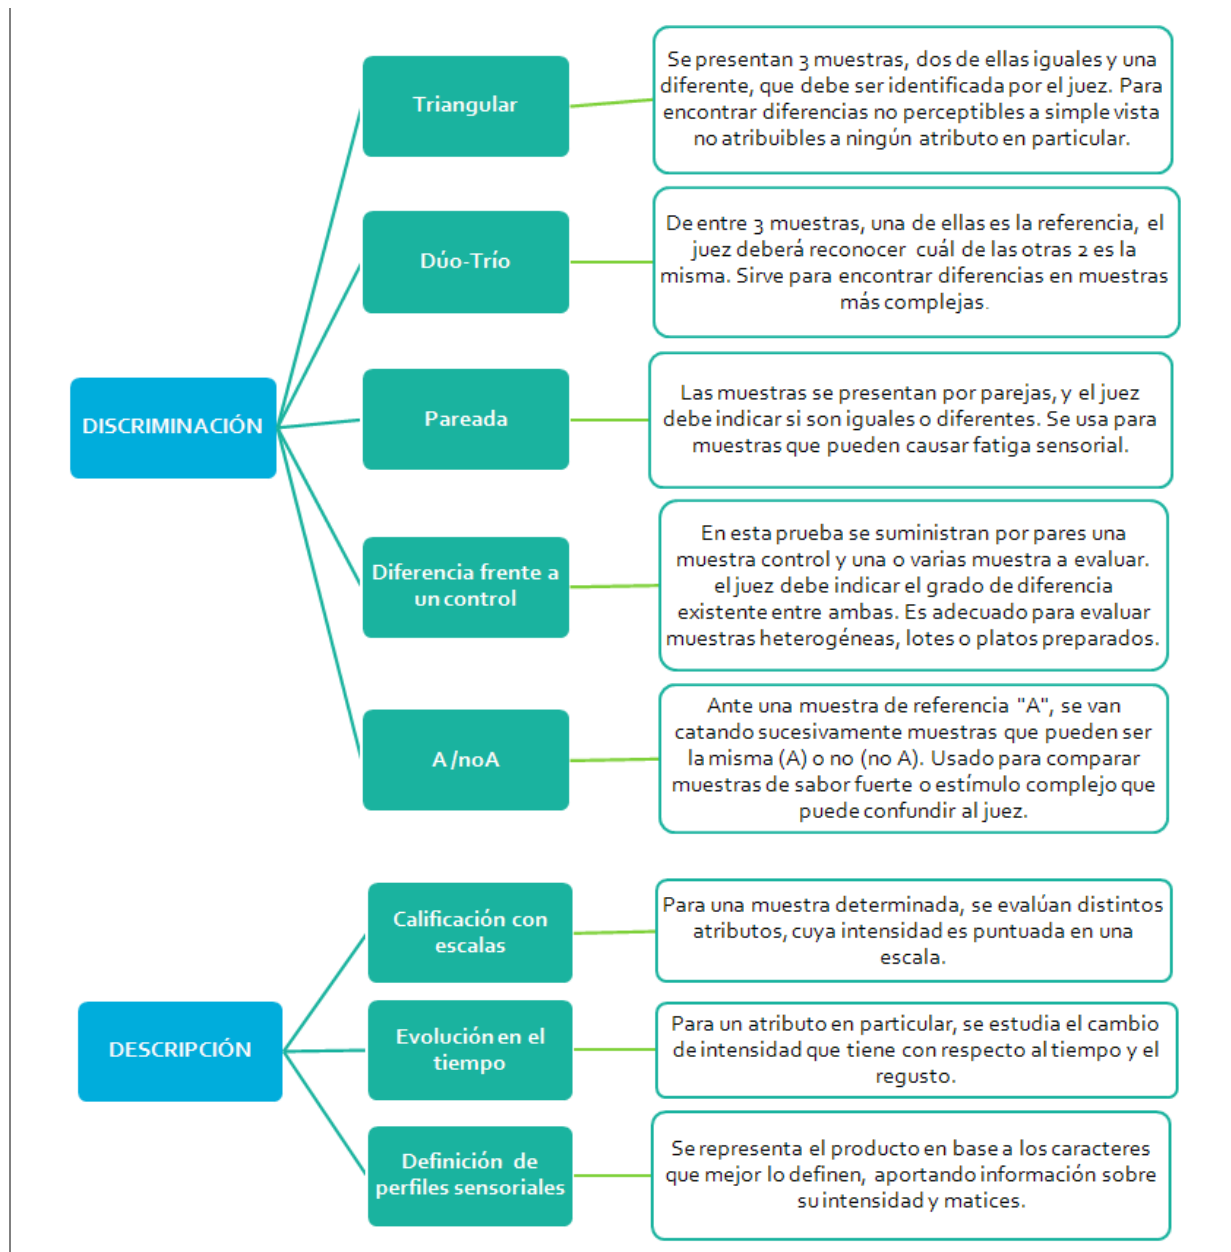 DISCRIMINACIÓN
Triangular
Se presentan 3 muestras, dos de ellas iguales y una
diferente, que debe ser identificada por el juez. Para
encontrar diferencias no perceptibles a simple vista
no atribuibles a ningún atributo en particular.
Dúo-Trío
De entre 3 muestras, una de ellas es la referencia, el
juez deberá reconocer cuál de las otras 2 es la
misma. Sirve para encontrar diferencias en muestras
más complejas.
Pareada
Las muestras se presentan por parejas, y el juez
debe indicar si son iguales o diferentes. Se usa para
muestras que pueden causar fatiga sensorial.
Diferencia frente a
un control
En esta prueba se suministran por pares una
muestra control y una o varias muestra a evaluar.
el juez debe indicar el grado de diferencia
existente entre ambas. Es adecuado para evaluar
muestras heterogéneas, lotes o platos preparados.
A /noA
Ante una muestra de referencia "A", se van
catando sucesivamente muestras que pueden ser
la misma (A) o no (no A). Usado para comparar
muestras de sabor fuerte o estímulo complejo que
puede confundir al juez.
DESCRIPCIÓN
Calificación con
escalas
Para una muestra determinada, se evalúan distintos
atributos, cuya intensidad es puntuada en una
escala.
Evolución en el
tiempo
Para un atributo en particular, se estudia el cambio
de intensidad que tiene con respecto al tiempo y el
regusto.
Definición de
perfiles sensoriales
Se representa el producto en base a los caracteres
que mejor lo definen, aportando información sobre
su intensidad y matices.